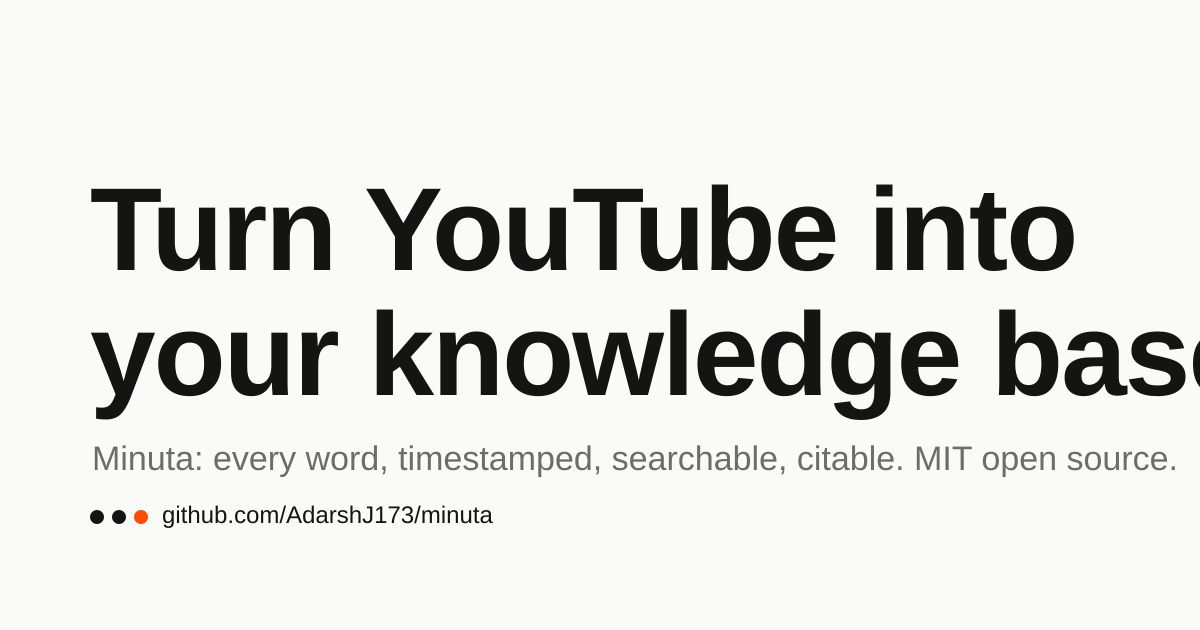 Turn YouTube into
your knowledge bas
Minuta: every word, timestamped, searchable, citable. MIT open source.
github.com/AdarshJ173/minuta